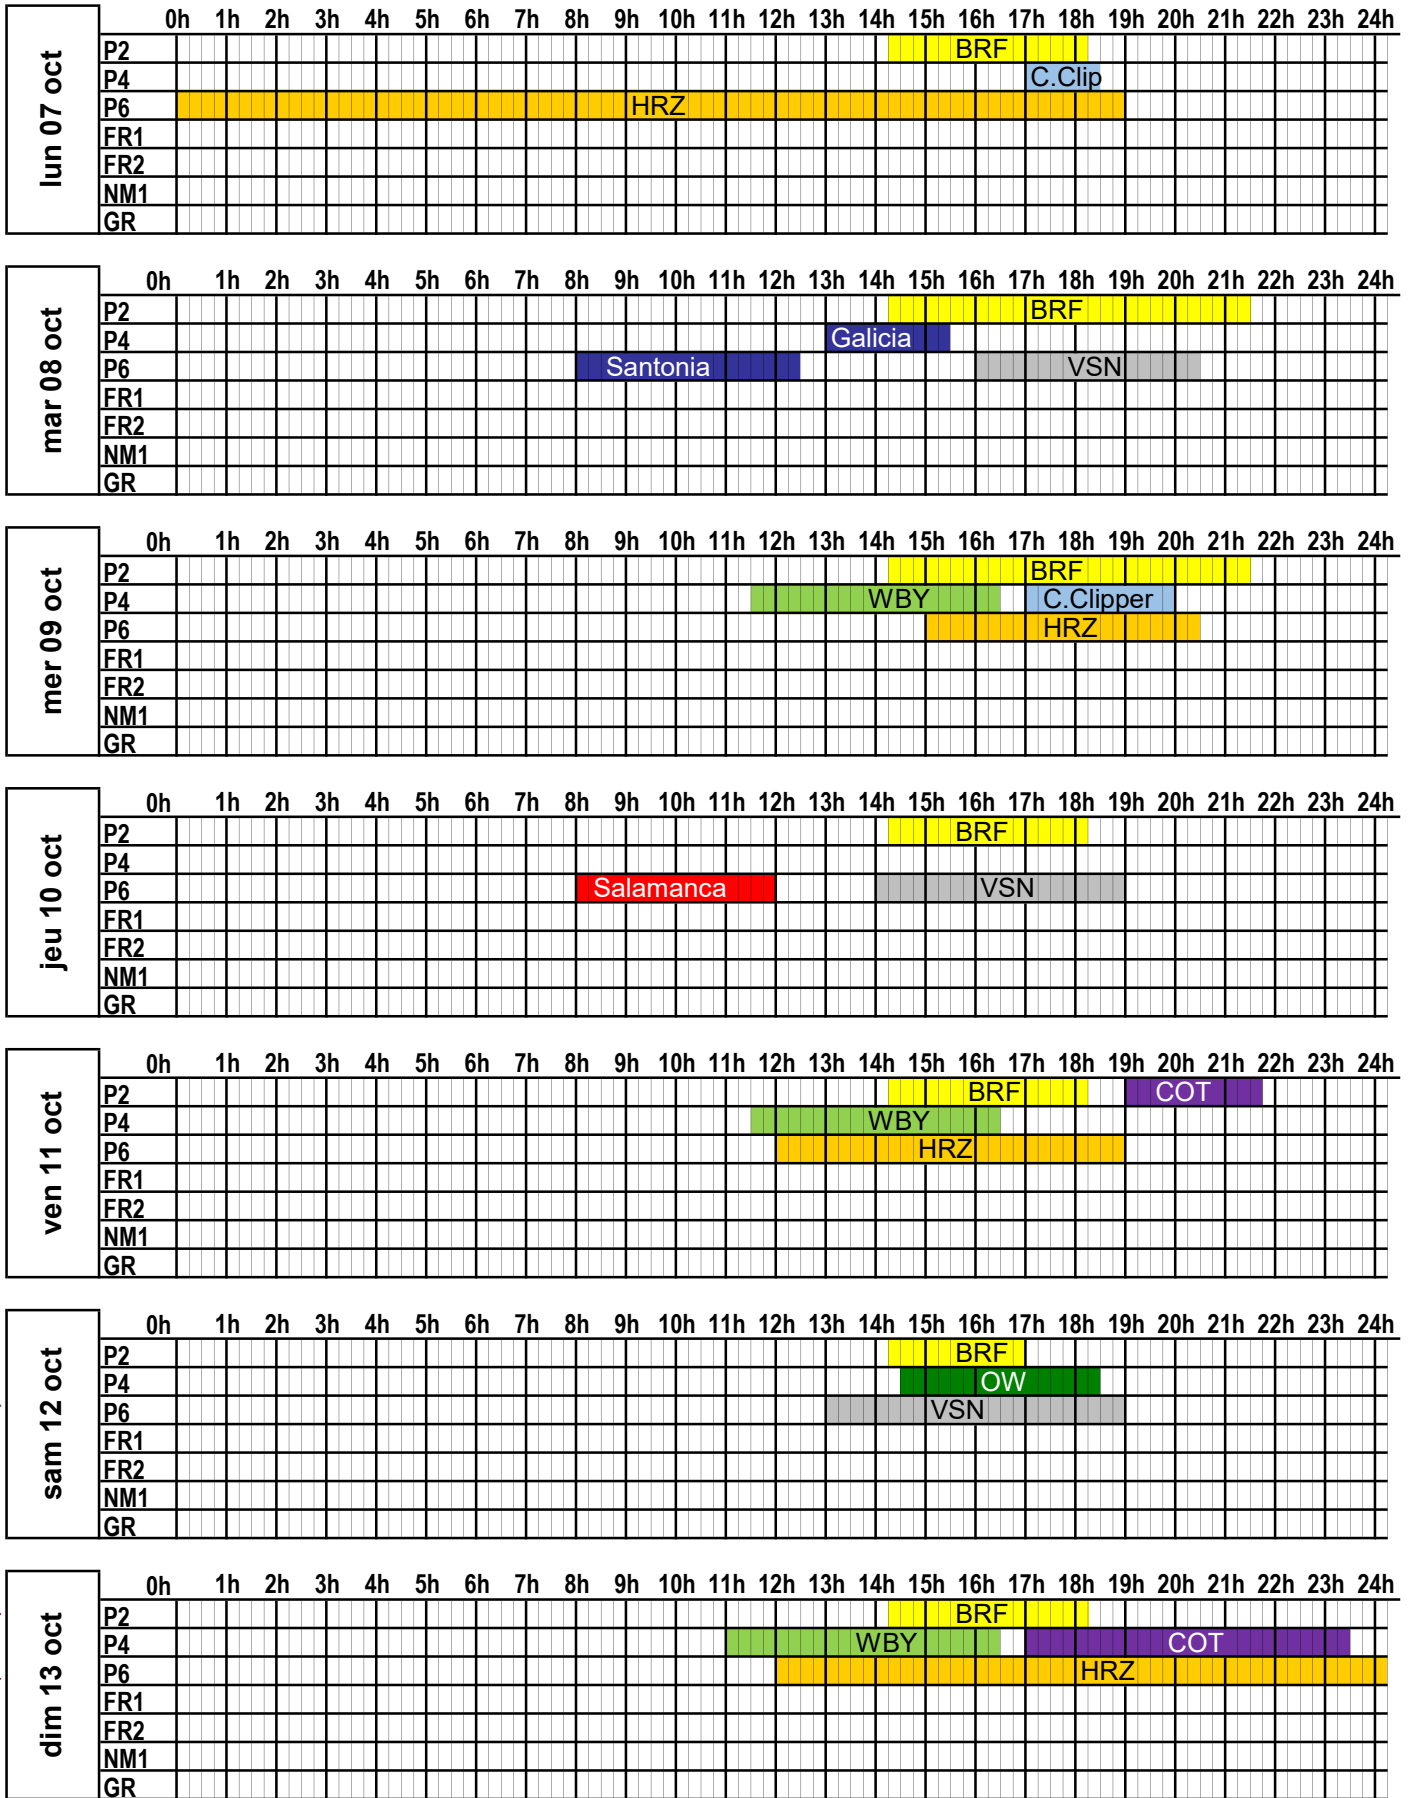 0h 1h 2h 3h 4h 5h 6h 7h 8h 9h 10h 11h 12h 13h 14h 15h 16h 17h 18h 19h 20h 21h 22h 23h 24h
lun 07 oct
P2 BRF
P4 C.Clip
P6 HRZ
FR1
FR2
NM1
GR
0h 1h 2h 3h 4h 5h 6h 7h 8h 9h 10h 11h 12h 13h 14h 15h 16h 17h 18h 19h 20h 21h 22h 23h 24h
mar 08 oct
P2 BRF
P4 Galicia
P6 Santonia VSN
FR1
FR2
NM1
GR
0h 1h 2h 3h 4h 5h 6h 7h 8h 9h 10h 11h 12h 13h 14h 15h 16h 17h 18h 19h 20h 21h 22h 23h 24h
mer 09 oct
P2 BRF
P4 WBY C.Clipper
P6 HRZ
FR1
FR2
NM1
GR
0h 1h 2h 3h 4h 5h 6h 7h 8h 9h 10h 11h 12h 13h 14h 15h 16h 17h 18h 19h 20h 21h 22h 23h 24h
jeu 10 oct
P2 BRF
P4
P6 Salamanca VSN
FR1
FR2
NM1
GR
0h 1h 2h 3h 4h 5h 6h 7h 8h 9h 10h 11h 12h 13h 14h 15h 16h 17h 18h 19h 20h 21h 22h 23h 24h
ven 11 oct
P2 BRF COT
P4 WBY
P6 HRZ
FR1
FR2
NM1
GR
0h 1h 2h 3h 4h 5h 6h 7h 8h 9h 10h 11h 12h 13h 14h 15h 16h 17h 18h 19h 20h 21h 22h 23h 24h
sam 12 oct
P2 BRF
P4 OW
P6 VSN
FR1
FR2
NM1
GR
0h 1h 2h 3h 4h 5h 6h 7h 8h 9h 10h 11h 12h 13h 14h 15h 16h 17h 18h 19h 20h 21h 22h 23h 24h
dim 13 oct
P2 BRF
P4 WBY COT
P6 HRZ
FR1
FR2
NM1
GR